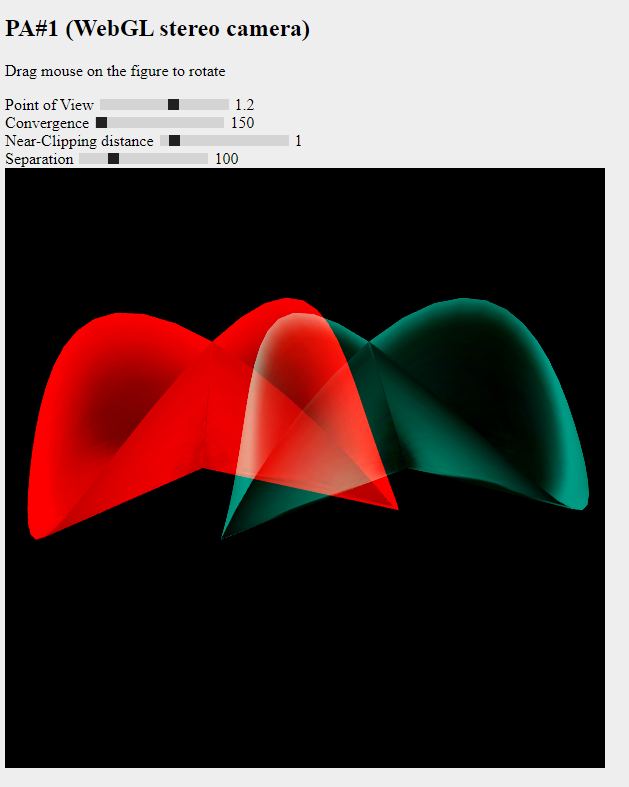 PA#1 (WebGL stereo camera)
Drag mouse on the figure to rotate
Point of View 1.2
Convergence 150
Near-Clipping distance 1
Separation 100